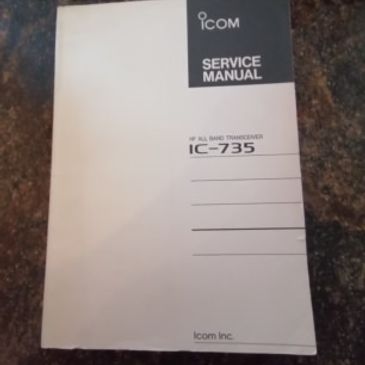 ICOM
SERVICE
MANUAL
HF ALL BAND TRANSCEIVER
IC-735
Icom Inc.